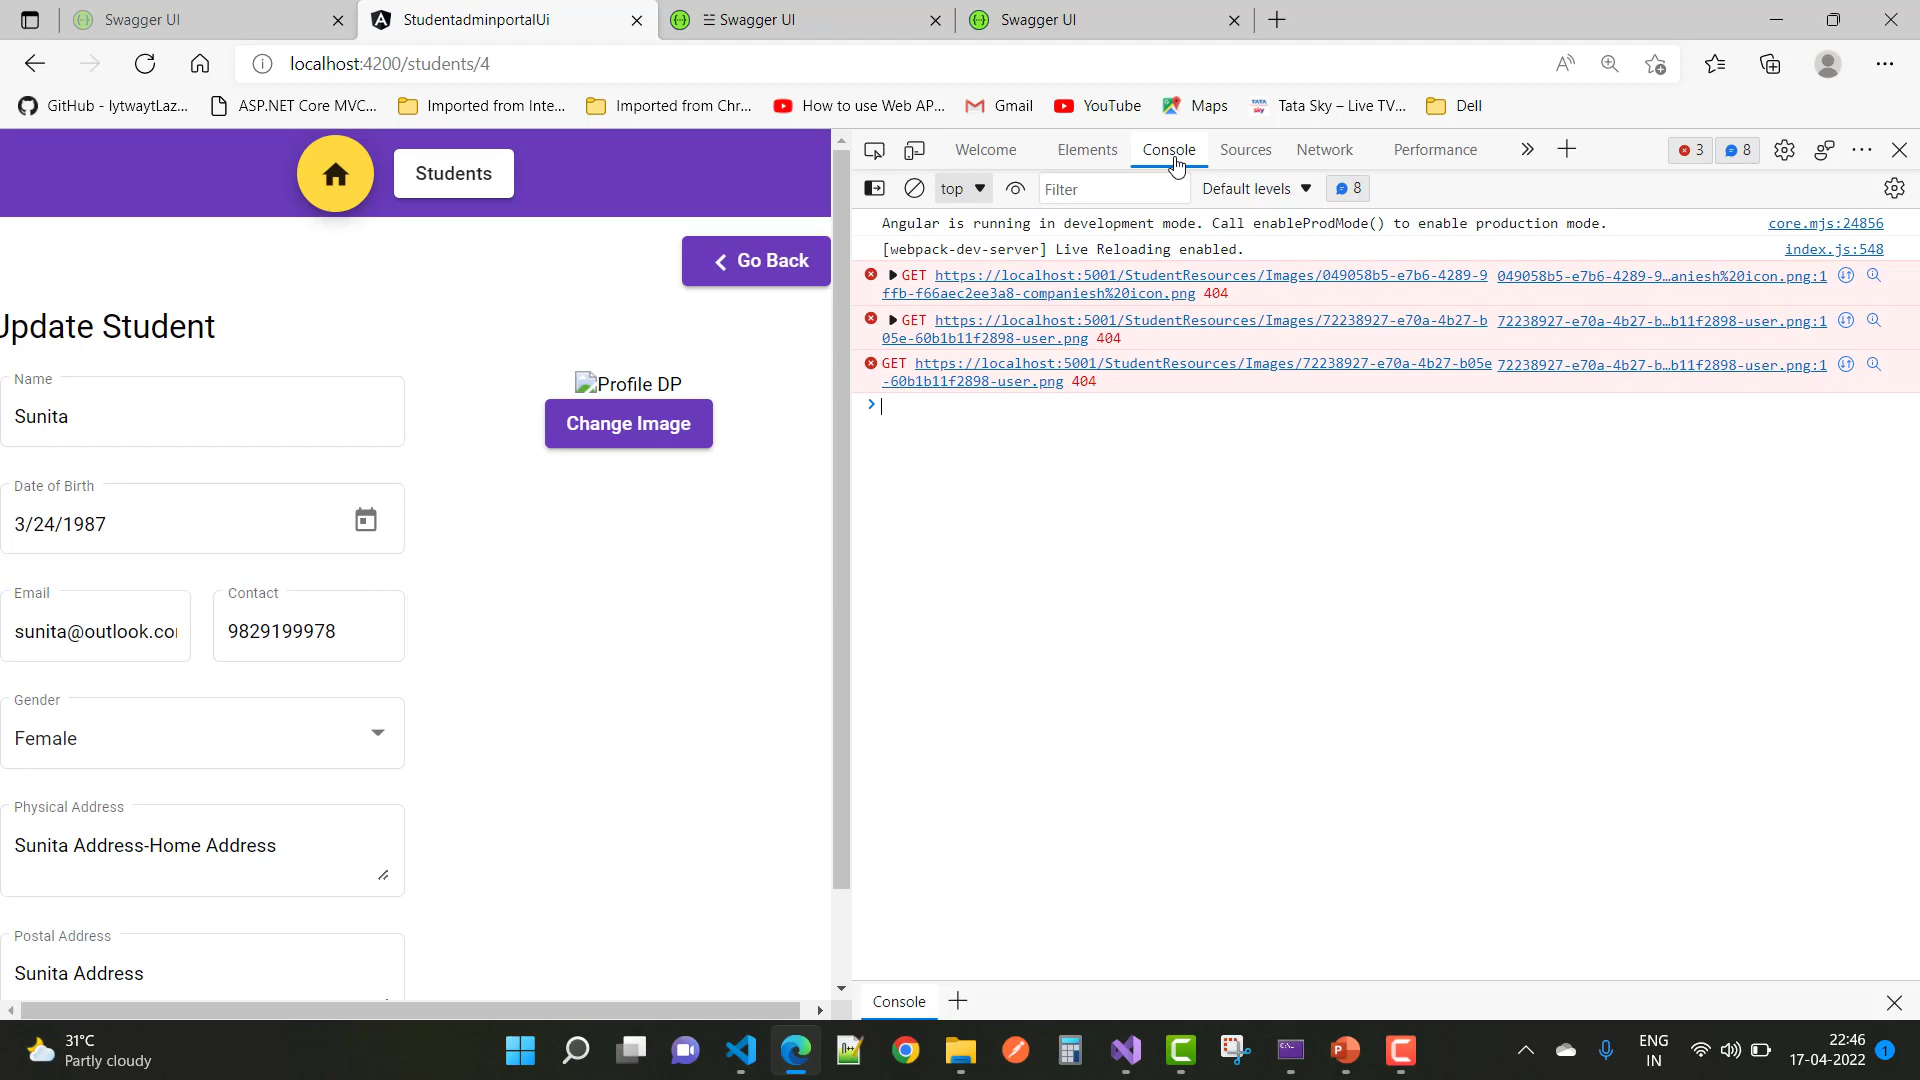 Swagger UI
StudentadminportalUi
☰ Swagger UI
Swagger UI
localhost:4200/students/4
GitHub - lytwaytLaz...
ASP.NET Core MVC...
Imported from Inte...
Imported from Chr...
How to use Web AP...
Gmail
YouTube
Maps
Tata Sky – Live TV...
Dell
Students
Go Back
Update Student
Name
Sunita
Profile DP
Change Image
Date of Birth
3/24/1987
Email
sunita@outlook.co
Contact
9829199978
Gender
Female
Physical Address
Sunita Address-Home Address
Postal Address
Sunita Address
Welcome
Elements
Console
Sources
Network
Performance
3
8
top
Filter
Default levels
8
Angular is running in development mode. Call enableProdMode() to enable production mode.
core.mjs:24856
[webpack-dev-server] Live Reloading enabled.
index.js:548
GET https://localhost:5001/StudentResources/Images/049058b5-e7b6-4289-9
049058b5-e7b6-4289-9…aniesh%20icon.png:1
ffb-f66aec2ee3a8-companiesh%20icon.png 404
GET https://localhost:5001/StudentResources/Images/72238927-e70a-4b27-b
72238927-e70a-4b27-b…b11f2898-user.png:1
05e-60b1b11f2898-user.png 404
GET https://localhost:5001/StudentResources/Images/72238927-e70a-4b27-b05e
72238927-e70a-4b27-b…b11f2898-user.png:1
-60b1b11f2898-user.png 404
Console
31°C
Partly cloudy
ENG
IN
22:46
17-04-2022
1